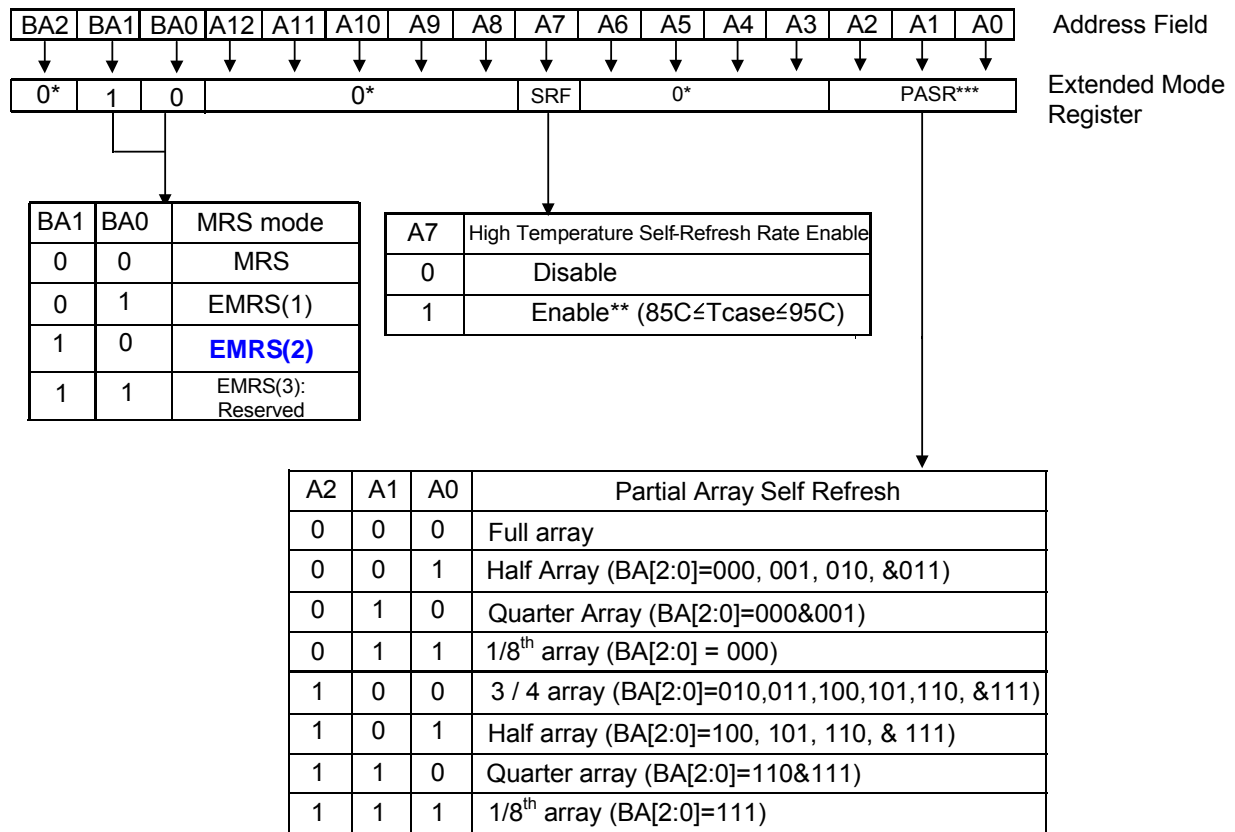 BA2 BA1 BA0 A12 A11 A10 A9 A8 A7 A6 A5 A4 A3 A2 A1 A0 Address Field
0* 1 0 0* SRF 0* PASR*** Extended Mode
Register
BA1 BA0 MRS mode
0 0 MRS
0 1 EMRS(1)
1 0 EMRS(2)
1 1 EMRS(3):
Reserved
A7 High Temperature Self-Refresh Rate Enable
0 Disable
1 Enable** (85C≤Tcase≤95C)
A2 A1 A0 Partial Array Self Refresh
0 0 0 Full array
0 0 1 Half Array (BA[2:0]=000, 001, 010, &011)
0 1 0 Quarter Array (BA[2:0]=000&001)
0 1 1 1/8th array (BA[2:0] = 000)
1 0 0 3 / 4 array (BA[2:0]=010,011,100,101,110, &111)
1 0 1 Half array (BA[2:0]=100, 101, 110, & 111)
1 1 0 Quarter array (BA[2:0]=110&111)
1 1 1 1/8th array (BA[2:0]=111)